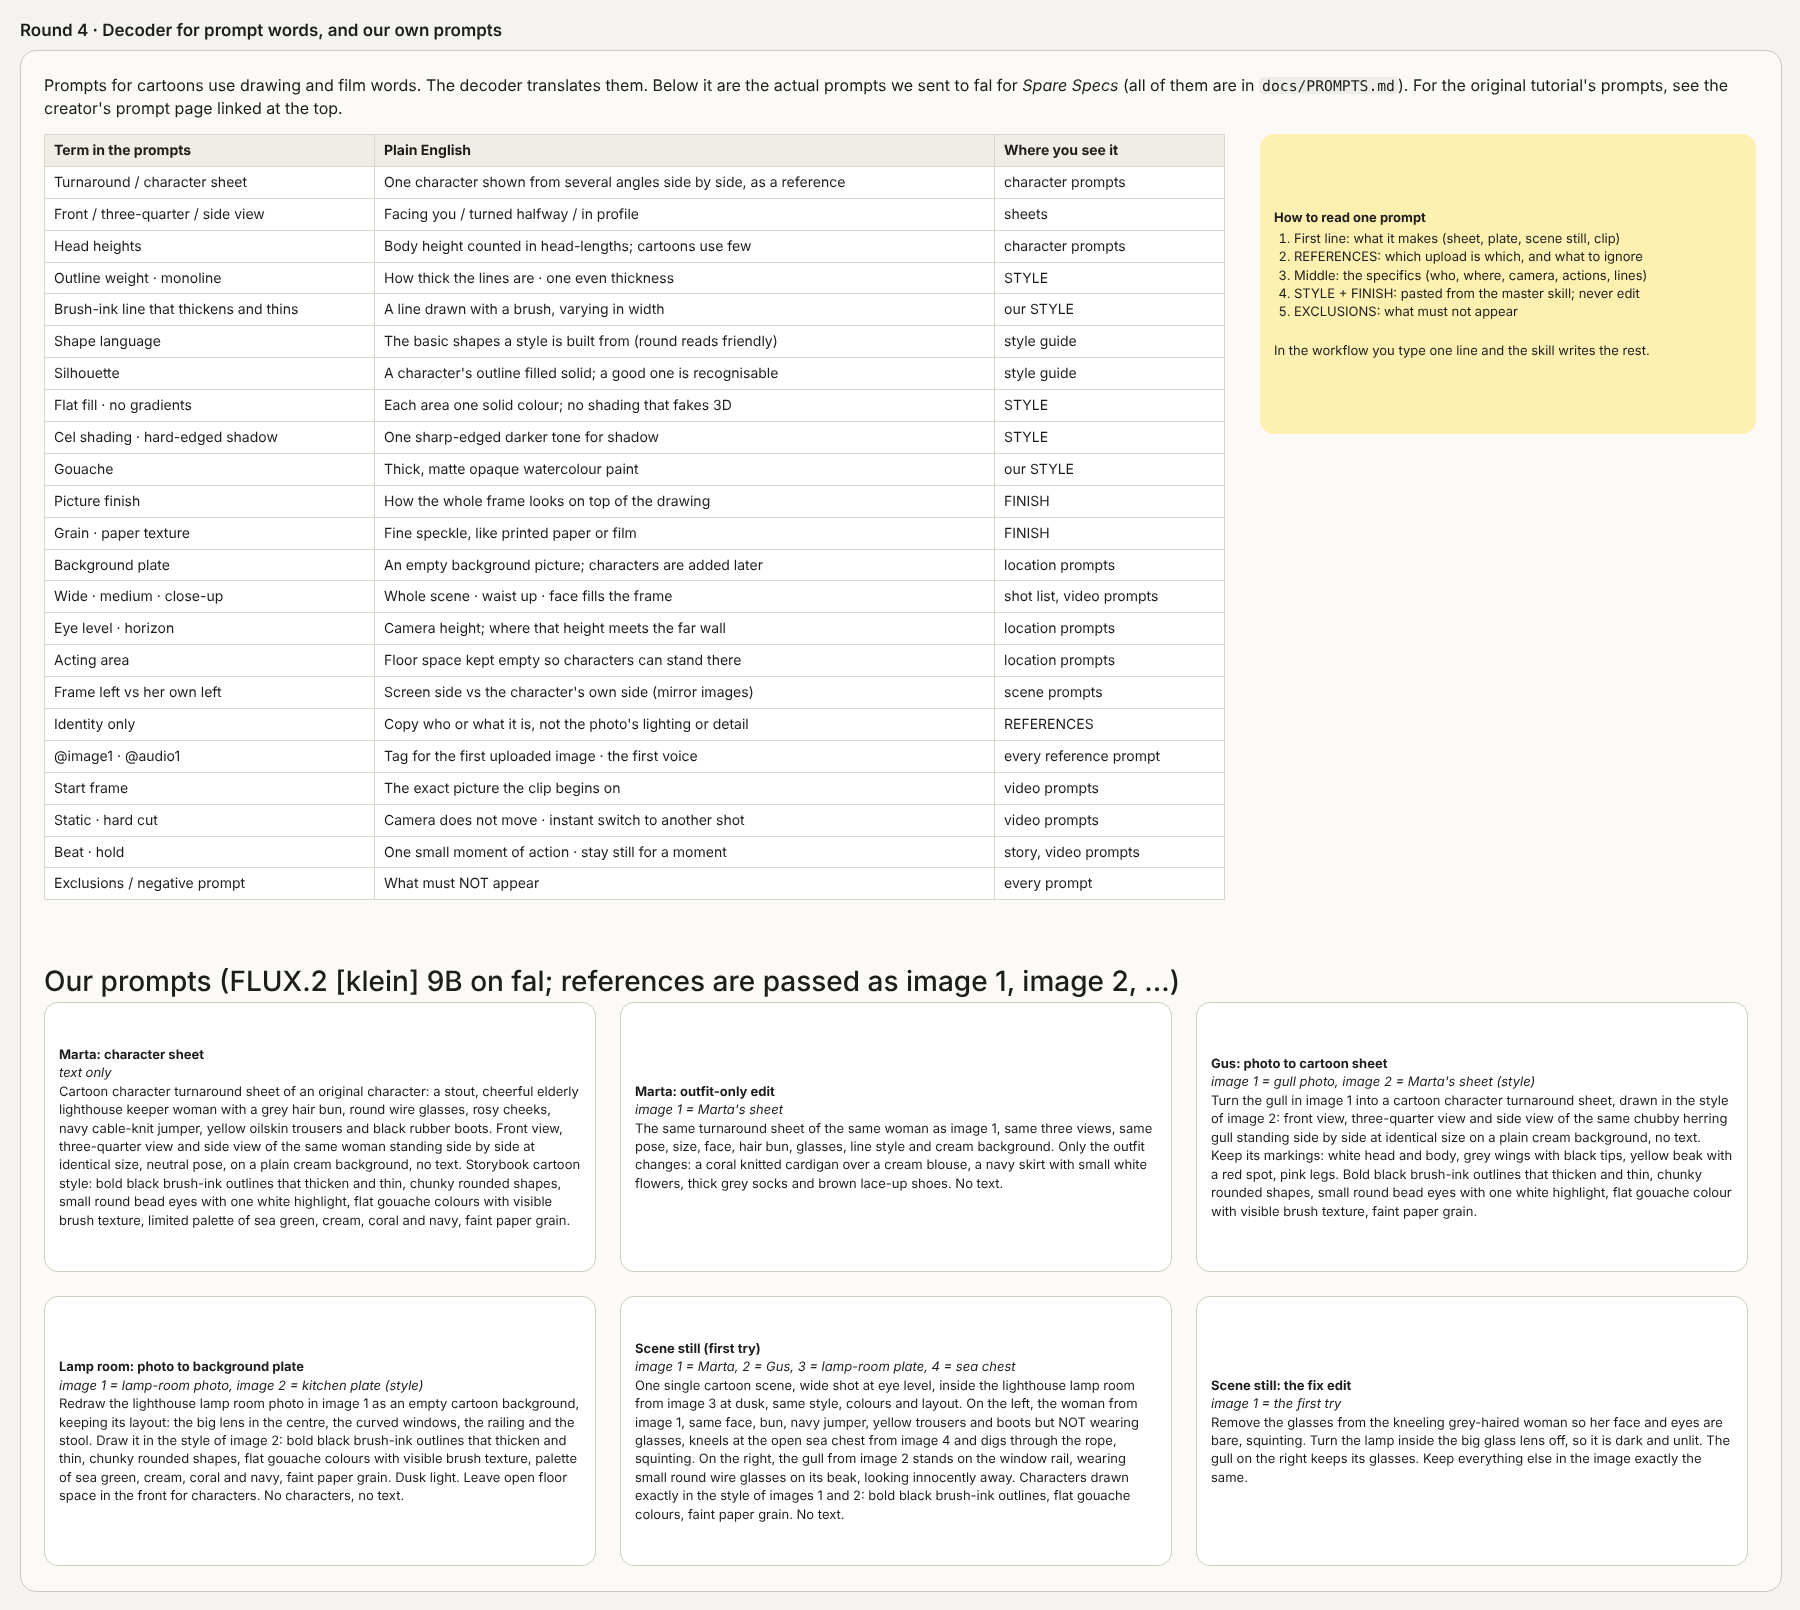 Round 4 · Decoder for prompt words, and our own prompts
Prompts for cartoons use drawing and film words. The decoder translates them. Below it are the actual prompts we sent to fal for Spare Specs (all of them are in docs/PROMPTS.md). For the original tutorial's prompts, see the
creator's prompt page linked at the top.
Term in the prompts Plain English Where you see it
Turnaround / character sheet One character shown from several angles side by side, as a reference character prompts
Front / three-quarter / side view Facing you / turned halfway / in profile sheets
Head heights Body height counted in head-lengths; cartoons use few character prompts
Outline weight · monoline How thick the lines are · one even thickness STYLE
Brush-ink line that thickens and thins A line drawn with a brush, varying in width our STYLE
Shape language The basic shapes a style is built from (round reads friendly) style guide
Silhouette A character's outline filled solid; a good one is recognisable style guide
Flat fill · no gradients Each area one solid colour; no shading that fakes 3D STYLE
Cel shading · hard-edged shadow One sharp-edged darker tone for shadow STYLE
Gouache Thick, matte opaque watercolour paint our STYLE
Picture finish How the whole frame looks on top of the drawing FINISH
Grain · paper texture Fine speckle, like printed paper or film FINISH
Background plate An empty background picture; characters are added later location prompts
Wide · medium · close-up Whole scene · waist up · face fills the frame shot list, video prompts
Eye level · horizon Camera height; where that height meets the far wall location prompts
Acting area Floor space kept empty so characters can stand there location prompts
Frame left vs her own left Screen side vs the character's own side (mirror images) scene prompts
Identity only Copy who or what it is, not the photo's lighting or detail REFERENCES
@image1 · @audio1 Tag for the first uploaded image · the first voice every reference prompt
Start frame The exact picture the clip begins on video prompts
Static · hard cut Camera does not move · instant switch to another shot video prompts
Beat · hold One small moment of action · stay still for a moment story, video prompts
Exclusions / negative prompt What must NOT appear every prompt
How to read one prompt
1. First line: what it makes (sheet, plate, scene still, clip)
2. REFERENCES: which upload is which, and what to ignore
3. Middle: the specifics (who, where, camera, actions, lines)
4. STYLE + FINISH: pasted from the master skill; never edit
5. EXCLUSIONS: what must not appear
In the workflow you type one line and the skill writes the rest.
Our prompts (FLUX.2 [klein] 9B on fal; references are passed as image 1, image 2, ...)
Marta: character sheet
text only
Cartoon character turnaround sheet of an original character: a stout, cheerful elderly
lighthouse keeper woman with a grey hair bun, round wire glasses, rosy cheeks,
navy cable-knit jumper, yellow oilskin trousers and black rubber boots. Front view,
three-quarter view and side view of the same woman standing side by side at
identical size, neutral pose, on a plain cream background, no text. Storybook cartoon
style: bold black brush-ink outlines that thicken and thin, chunky rounded shapes,
small round bead eyes with one white highlight, flat gouache colours with visible
brush texture, limited palette of sea green, cream, coral and navy, faint paper grain.
Marta: outfit-only edit
image 1 = Marta's sheet
The same turnaround sheet of the same woman as image 1, same three views, same
pose, size, face, hair bun, glasses, line style and cream background. Only the outfit
changes: a coral knitted cardigan over a cream blouse, a navy skirt with small white
flowers, thick grey socks and brown lace-up shoes. No text.
Gus: photo to cartoon sheet
image 1 = gull photo, image 2 = Marta's sheet (style)
Turn the gull in image 1 into a cartoon character turnaround sheet, drawn in the style
of image 2: front view, three-quarter view and side view of the same chubby herring
gull standing side by side at identical size on a plain cream background, no text.
Keep its markings: white head and body, grey wings with black tips, yellow beak with
a red spot, pink legs. Bold black brush-ink outlines that thicken and thin, chunky
rounded shapes, small round bead eyes with one white highlight, flat gouache colour
with visible brush texture, faint paper grain.
Lamp room: photo to background plate
image 1 = lamp-room photo, image 2 = kitchen plate (style)
Redraw the lighthouse lamp room photo in image 1 as an empty cartoon background,
keeping its layout: the big lens in the centre, the curved windows, the railing and the
stool. Draw it in the style of image 2: bold black brush-ink outlines that thicken and
thin, chunky rounded shapes, flat gouache colours with visible brush texture, palette
of sea green, cream, coral and navy, faint paper grain. Dusk light. Leave open floor
space in the front for characters. No characters, no text.
Scene still (first try)
image 1 = Marta, 2 = Gus, 3 = lamp-room plate, 4 = sea chest
One single cartoon scene, wide shot at eye level, inside the lighthouse lamp room
from image 3 at dusk, same style, colours and layout. On the left, the woman from
image 1, same face, bun, navy jumper, yellow trousers and boots but NOT wearing
glasses, kneels at the open sea chest from image 4 and digs through the rope,
squinting. On the right, the gull from image 2 stands on the window rail, wearing
small round wire glasses on its beak, looking innocently away. Characters drawn
exactly in the style of images 1 and 2: bold black brush-ink outlines, flat gouache
colours, faint paper grain. No text.
Scene still: the fix edit
image 1 = the first try
Remove the glasses from the kneeling grey-haired woman so her face and eyes are
bare, squinting. Turn the lamp inside the big glass lens off, so it is dark and unlit. The
gull on the right keeps its glasses. Keep everything else in the image exactly the
same.